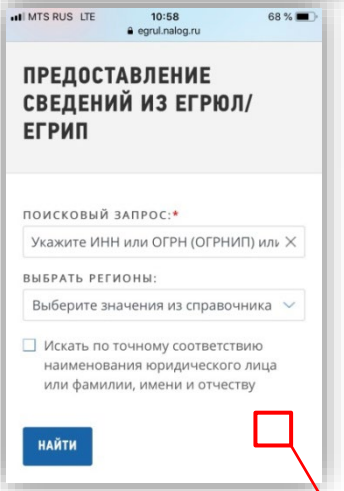 MTS RUS LTE 10:58 68 %
egrul.nalog.ru
ПРЕДОСТАВЛЕНИЕ
СВЕДЕНИЙ ИЗ ЕГРЮЛ/
ЕГРИП
ПОИСКОВЫЙ ЗАПРОС:*
Укажите ИНН или ОГРН (ОГРНИП) или
ВЫБРАТЬ РЕГИОНЫ:
Выберите значения из справочника
Искать по точному соответствию
наименования юридического лица
или фамилии, имени и отчеству
НАЙТИ